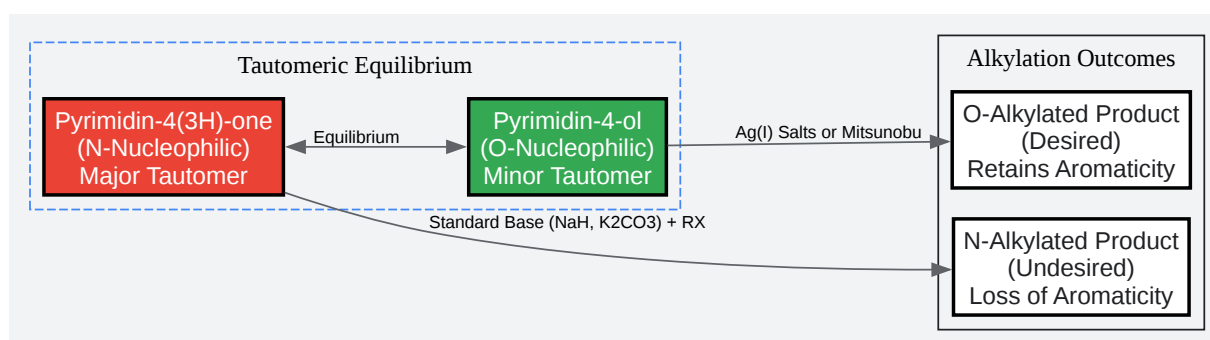 Tautomeric Equilibrium
Pyrimidin-4(3H)-one
(N-Nucleophilic)
Major Tautomer
Equilibrium
Pyrimidin-4-ol
(O-Nucleophilic)
Minor Tautomer
Ag(I) Salts or Mitsunobu
Standard Base (NaH, K2CO3) + RX
Alkylation Outcomes
O-Alkylated Product
(Desired)
Retains Aromaticity
N-Alkylated Product
(Undesired)
Loss of Aromaticity